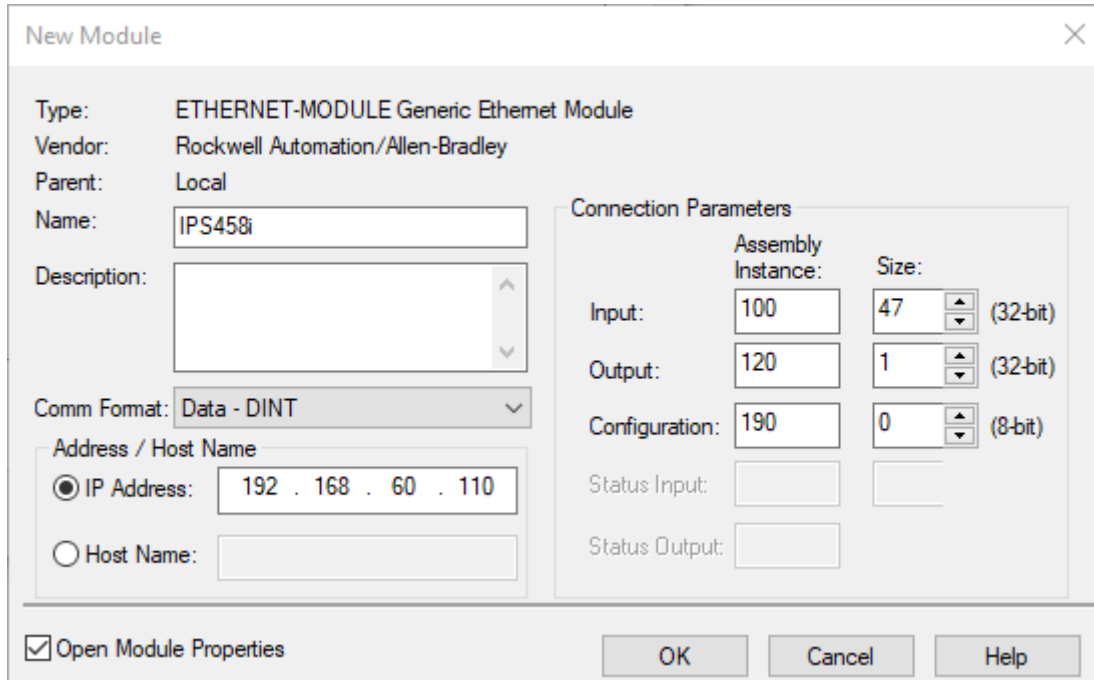 New Module
Type: ETHERNET-MODULE Generic Ethernet Module
Vendor: Rockwell Automation/Allen-Bradley
Parent: Local
Name: IPS458i
Description:
Comm Format: Data - DINT
Address / Host Name
IP Address: 192 . 168 . 60 . 110
Host Name:
Connection Parameters
Assembly
Instance: Size:
Input: 100 47 (32-bit)
Output: 120 1 (32-bit)
Configuration: 190 0 (8-bit)
Status Input:
Status Output:
Open Module Properties
OK Cancel Help